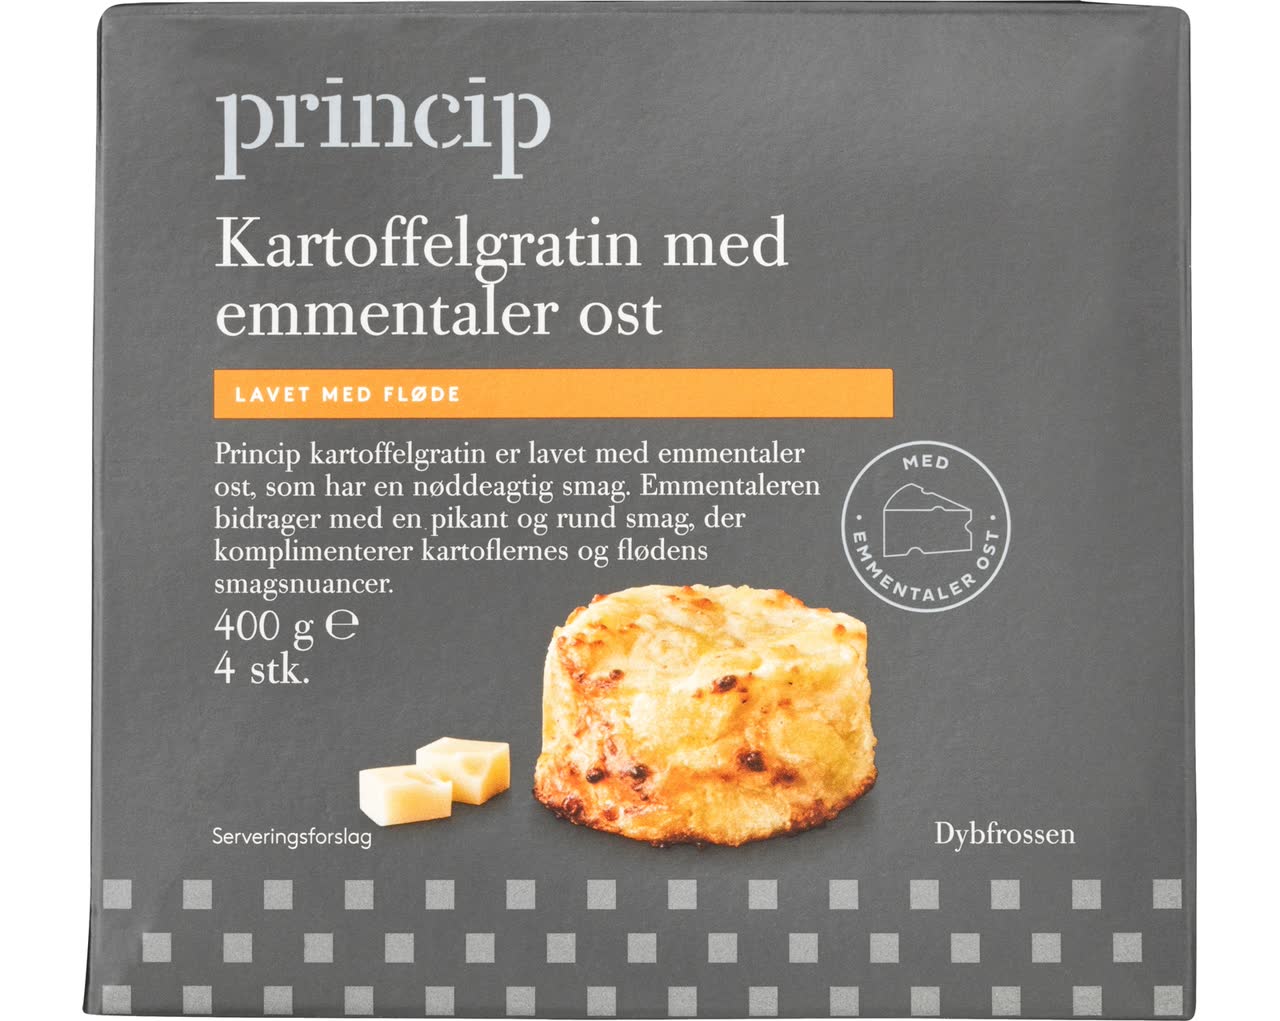 princip
Kartoffelgratin med
emmentaler ost
LAVET MED FLØDE
Princip kartoffelgratin er lavet med emmentaler
ost, som har en nøddeagtig smag. Emmentaleren
bidrager med en pikant og rund smag, der
komplimenterer kartoflernes og flødens
smagsnuancer.
400 g ℮
4 stk.
MED
· EMMENTALER OST ·
Serveringsforslag
Dybfrossen